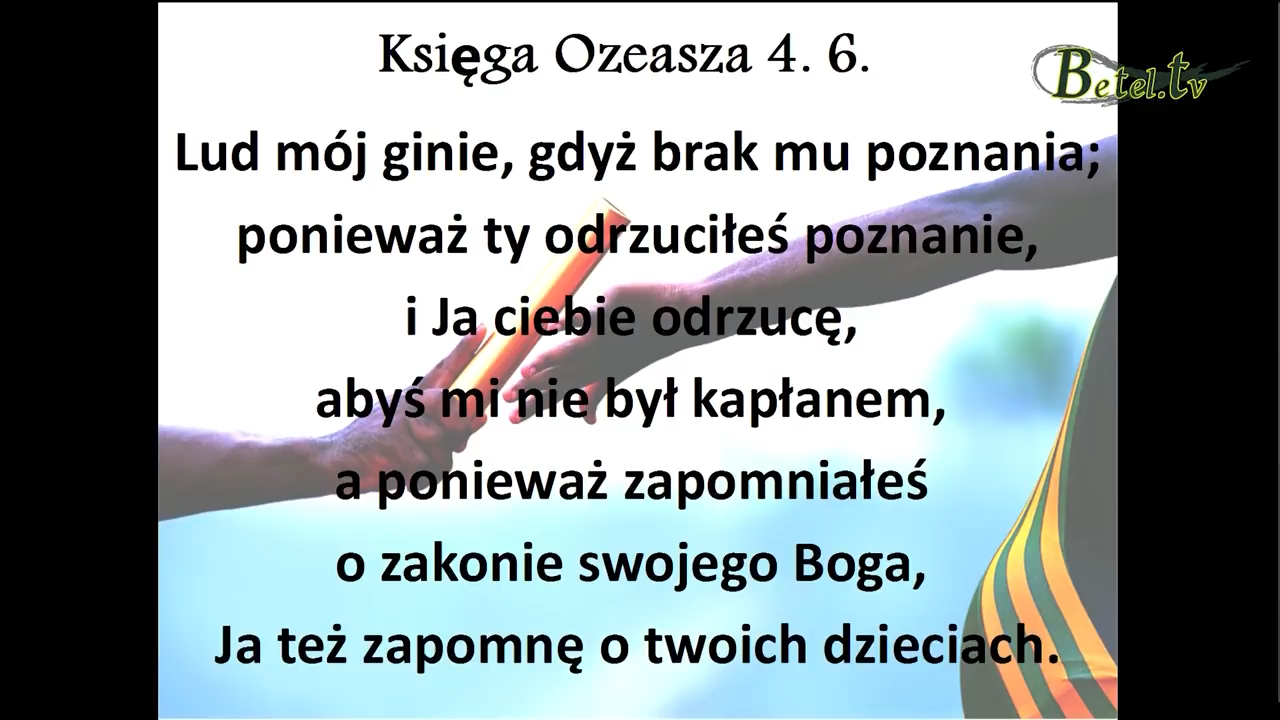 Księga Ozeasza 4. 6.
Betel.tv
Lud mój ginie, gdyż brak mu poznania;
ponieważ ty odrzuciłeś poznanie,
i Ja ciebie odrzucę,
abyś mi nie był kapłanem,
a ponieważ zapomniałeś
o zakonie swojego Boga,
Ja też zapomnę o twoich dzieciach.